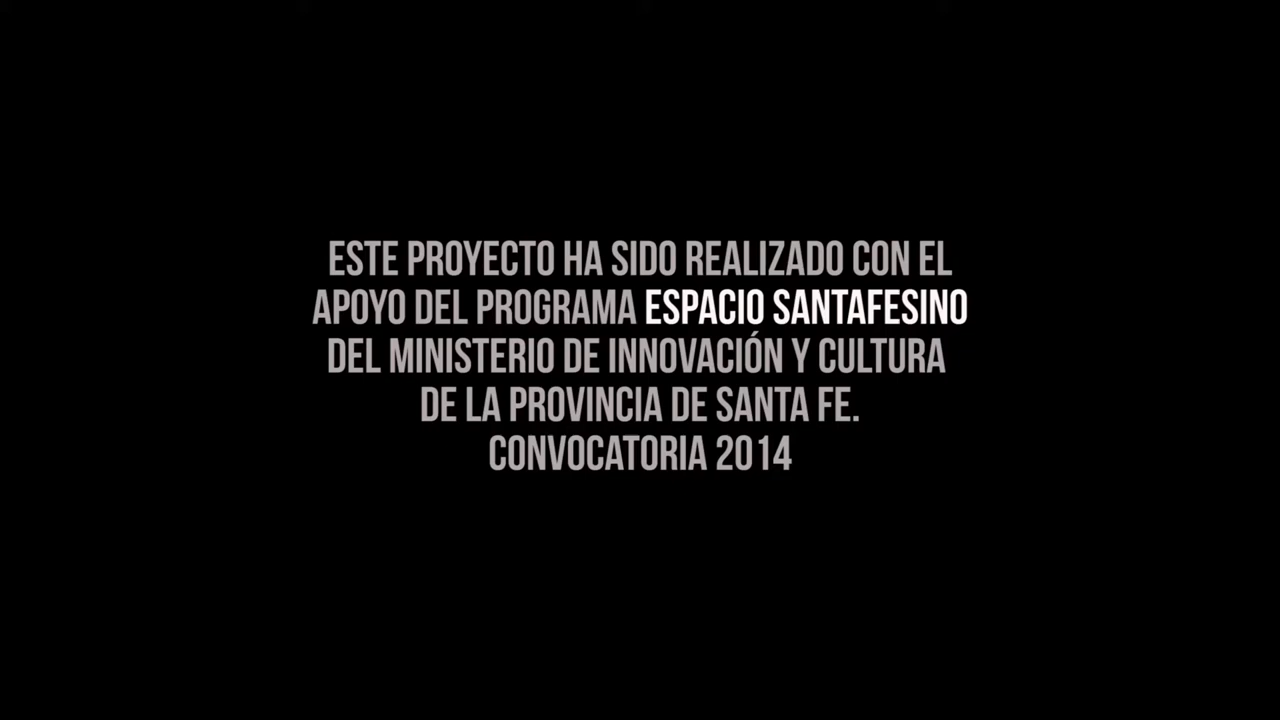 ESTE PROYECTO HA SIDO REALIZADO CON EL
APOYO DEL PROGRAMA ESPACIO SANTAFESINO
DEL MINISTERIO DE INNOVACIÓN Y CULTURA
DE LA PROVINCIA DE SANTA FE.
CONVOCATORIA 2014